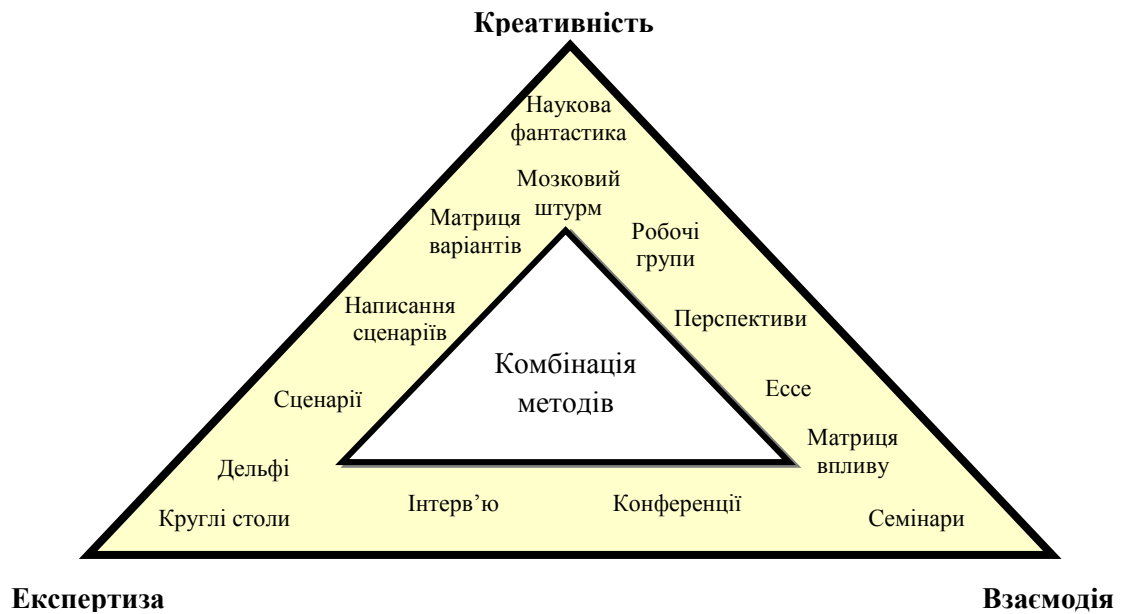 Креативність
Наукова
фантастика
Мозковий
штурм
Матриця
варіантів
Робочі
групи
Написання
сценаріїв
Перспективи
Комбінація
методів
Сценарії
Ессе
Матриця
впливу
Дельфі
Інтерв’ю
Конференції
Круглі столи
Семінари
Експертиза
Взаємодія